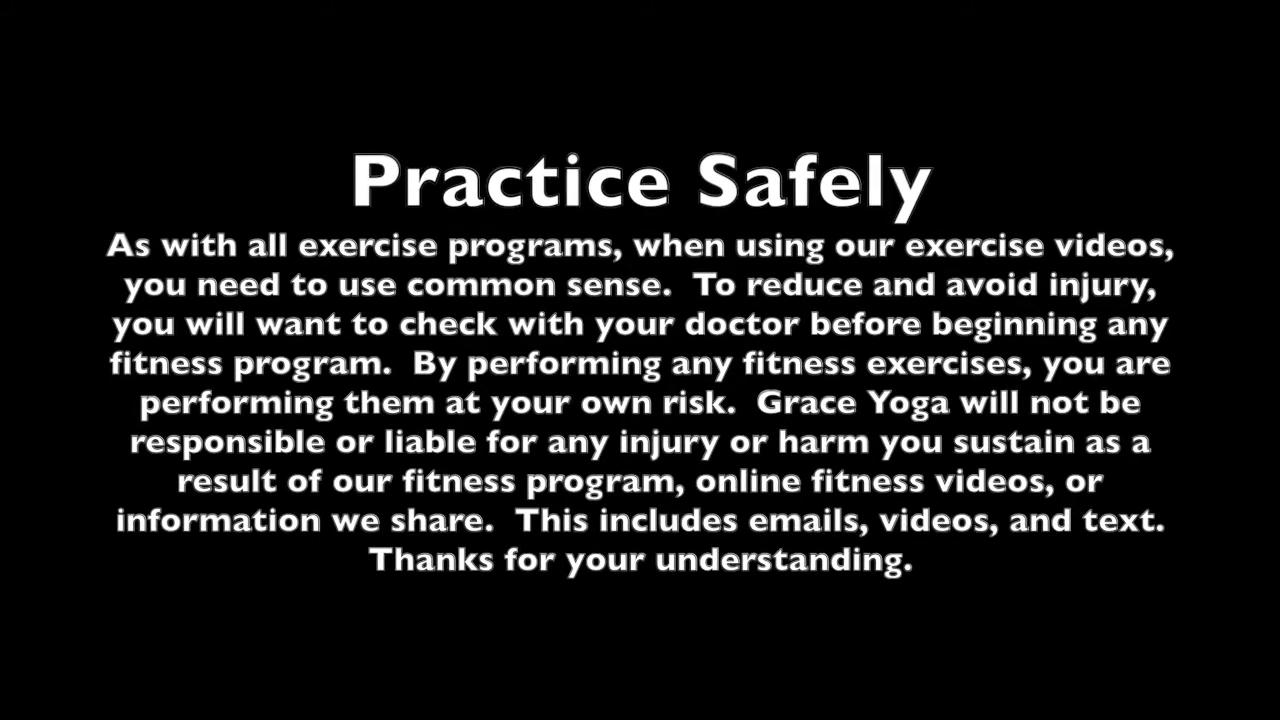 Practice Safely
As with all exercise programs, when using our exercise videos,
you need to use common sense.  To reduce and avoid injury,
you will want to check with your doctor before beginning any
fitness program.  By performing any fitness exercises, you are
performing them at your own risk.  Grace Yoga will not be
responsible or liable for any injury or harm you sustain as a
result of our fitness program, online fitness videos, or
information we share.  This includes emails, videos, and text.
Thanks for your understanding.